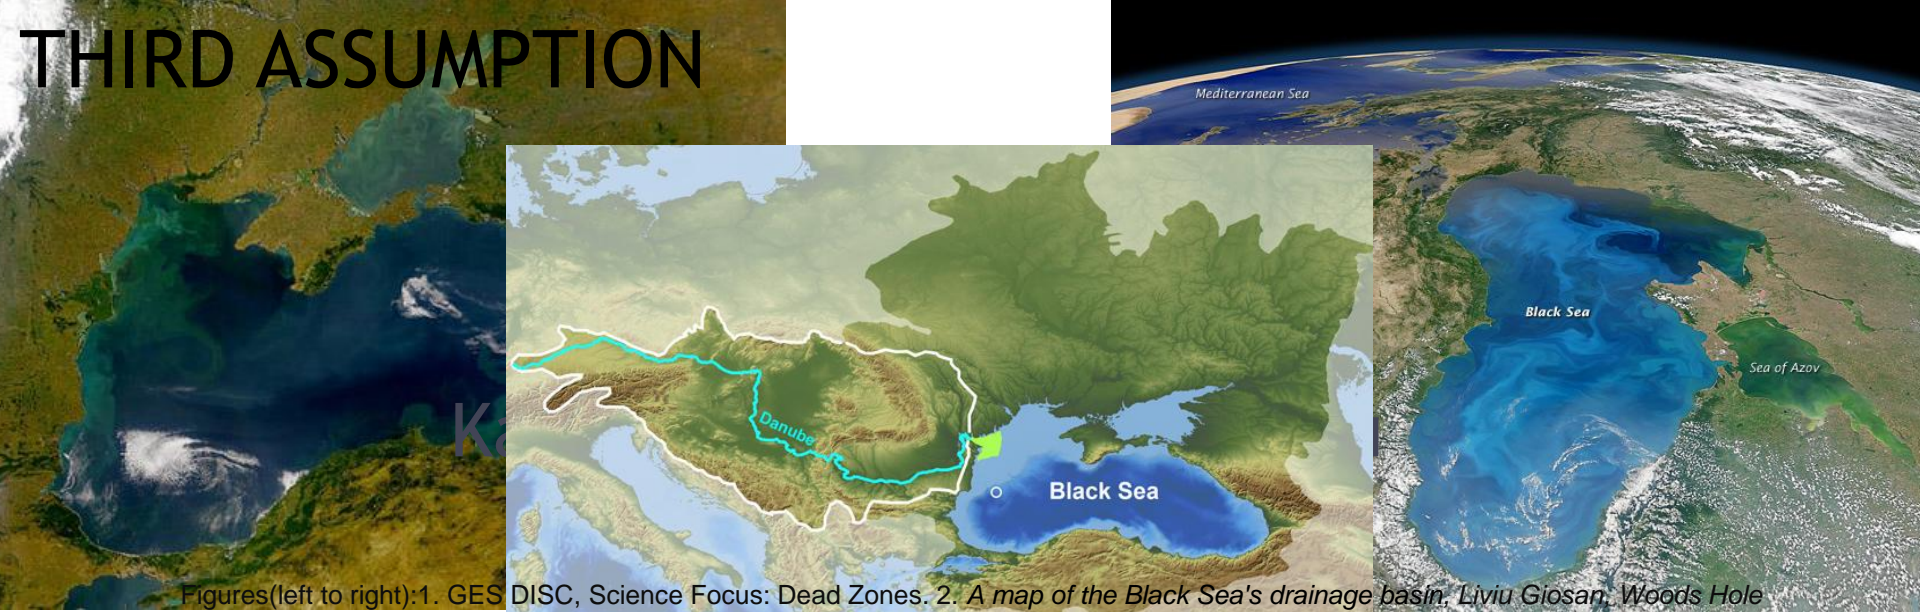 THIRD ASSUMPTION
Mediterranean Sea
Black Sea
Sea of Azov
Danube
Black Sea
Figures(left to right):1. GES DISC, Science Focus: Dead Zones. 2. A map of the Black Sea's drainage basin, Liviu Giosan, Woods Hole